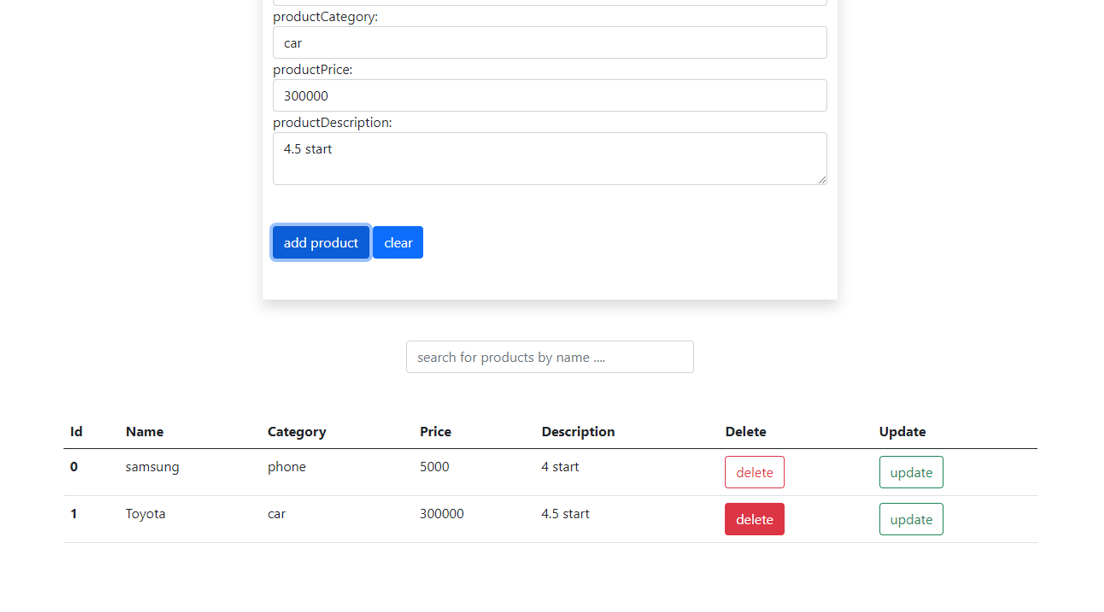 productCategory:
car
productPrice:
300000
productDescription:
4.5 start
add product clear
search for products by name ....
Id Name Category Price Description Delete Update
0 samsung phone 5000 4 start delete update
1 Toyota car 300000 4.5 start delete update